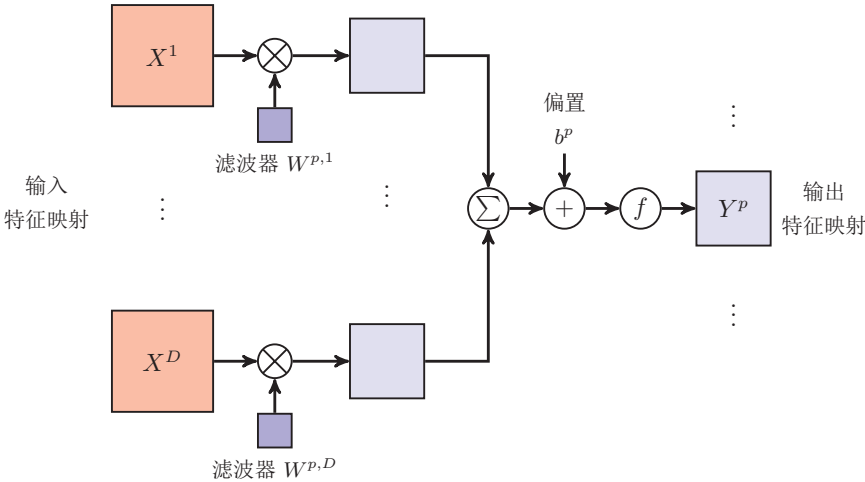 X^1
滤波器 W^{p,1}
输入
特征映射
⋮
⋮
偏置
b^p
∑
+
f
⋮
Y^p
⋮
输出
特征映射
X^D
滤波器 W^{p,D}